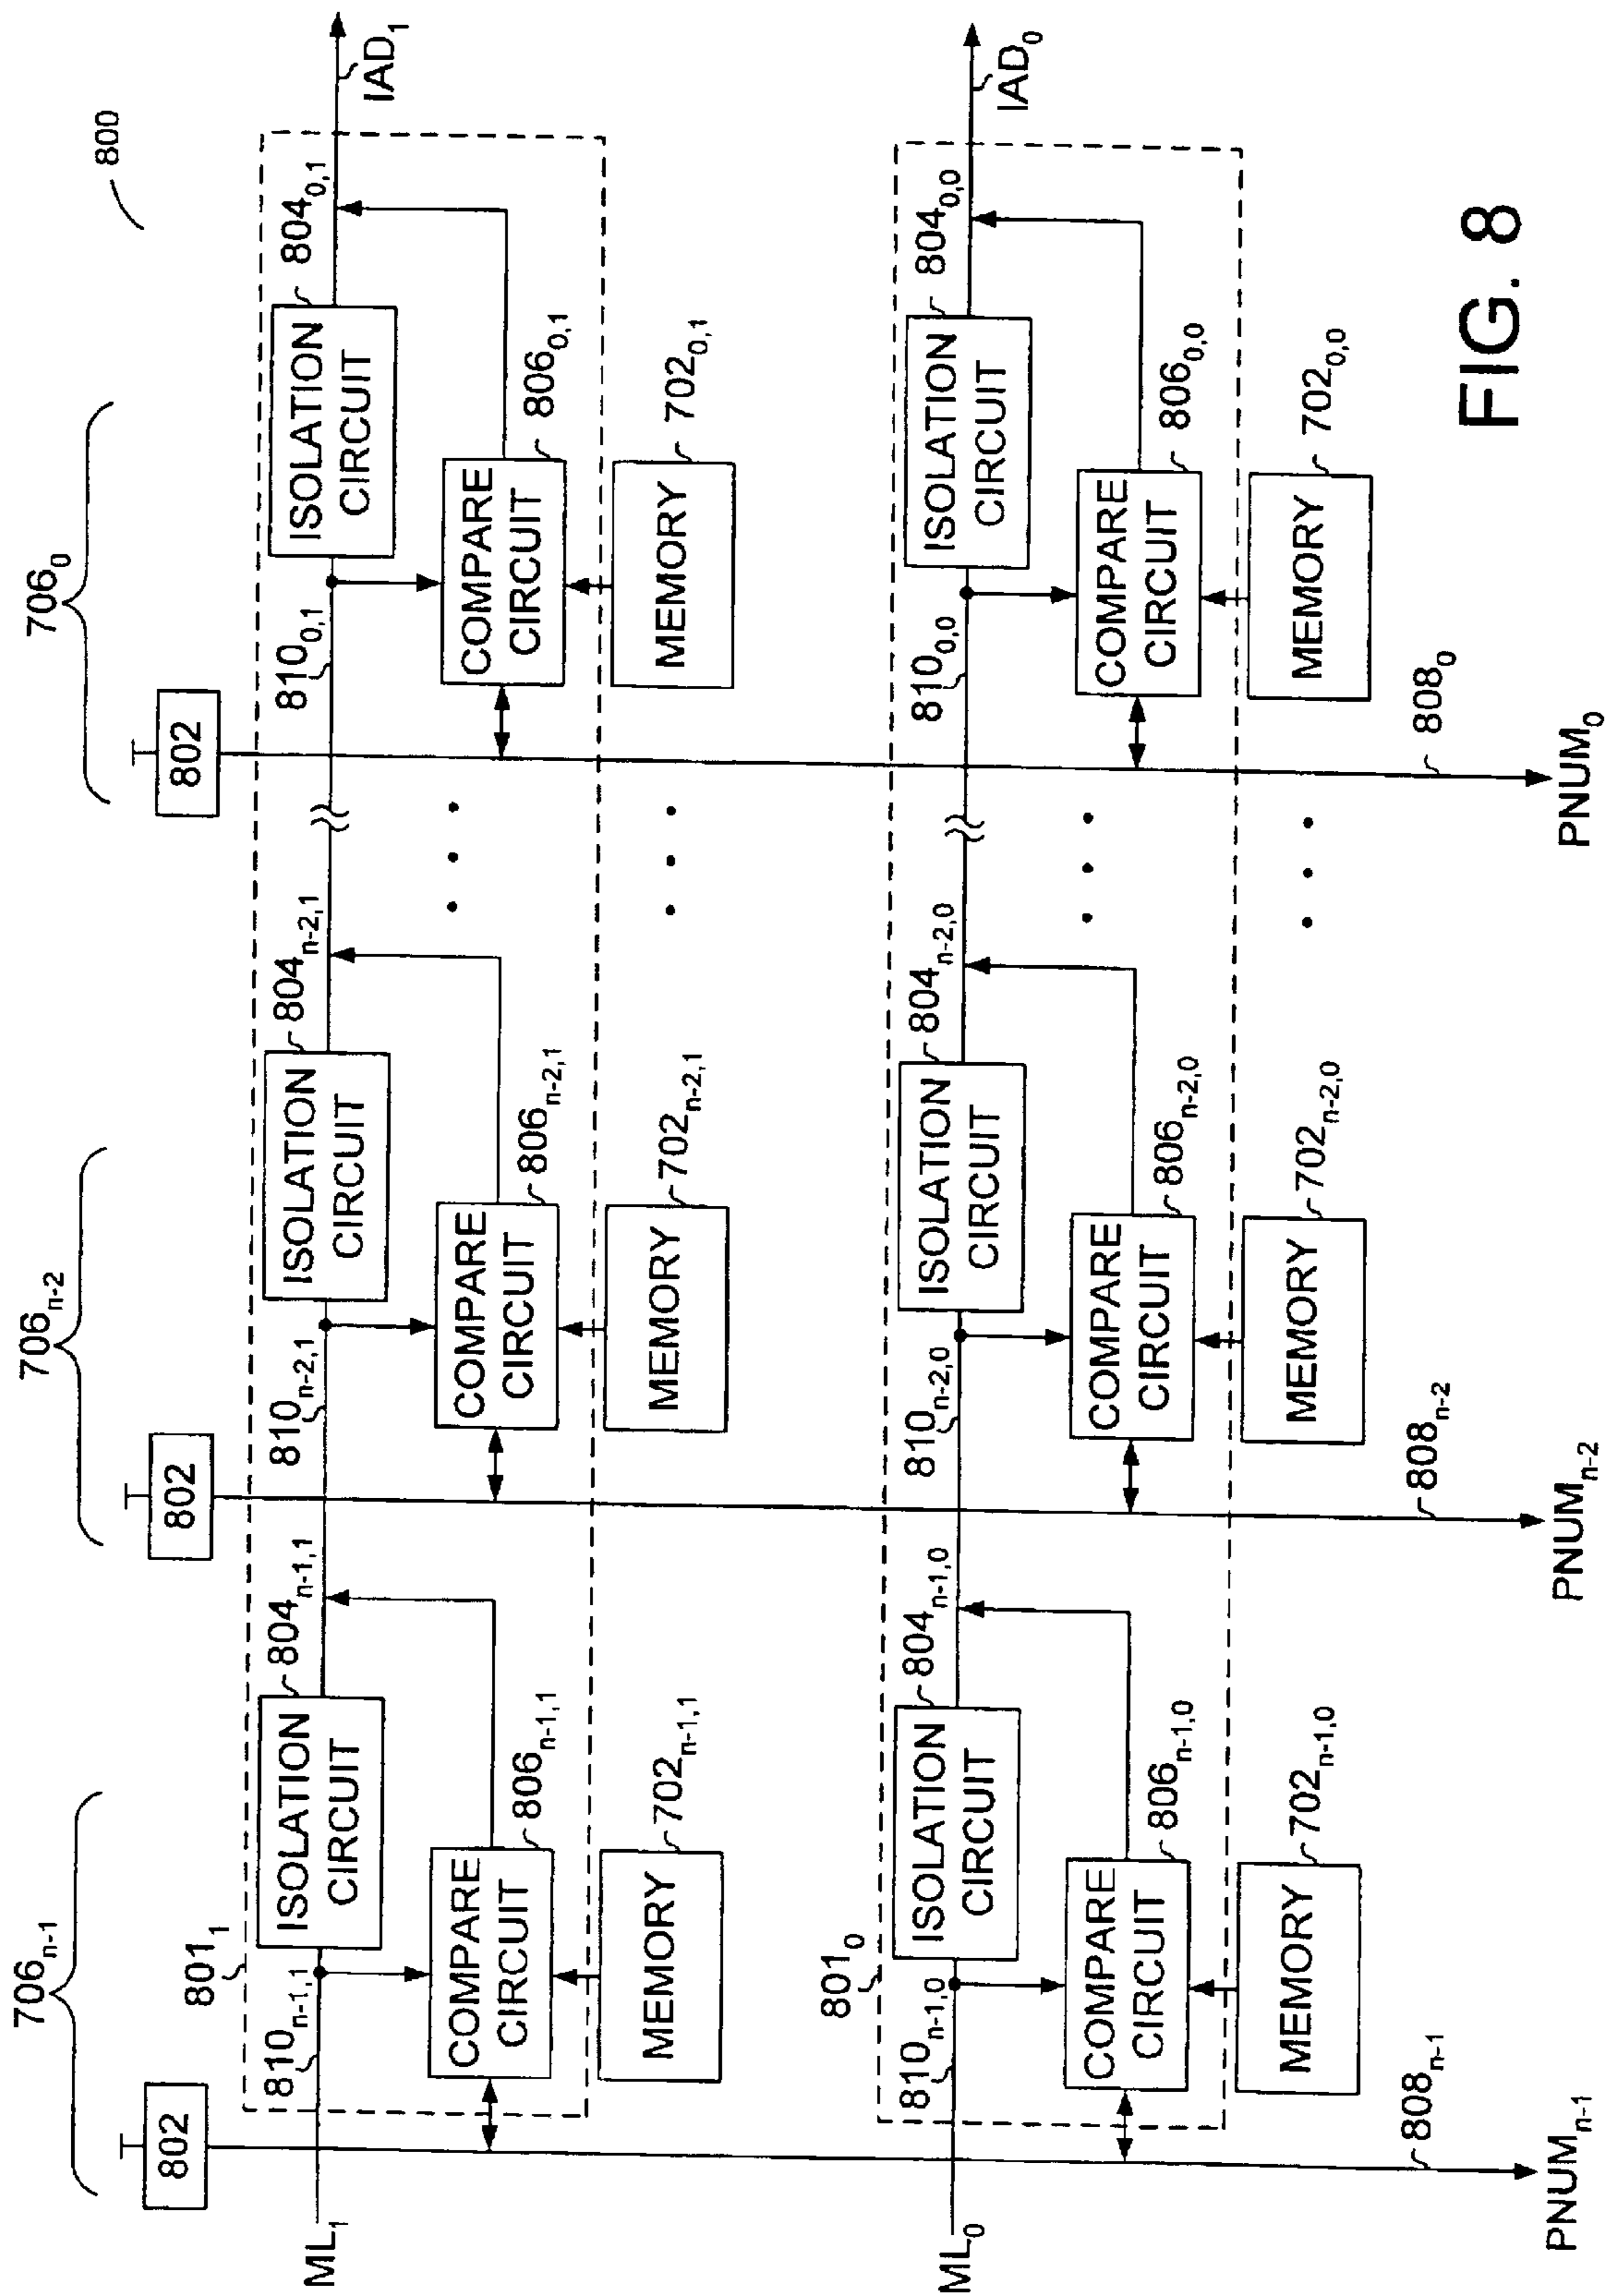 800
706ₙ₋₁
706ₙ₋₂
706₀
802
802
802
801₁
ML₁
810ₙ₋₁,₁
ISOLATION
CIRCUIT
804ₙ₋₁,₁
810ₙ₋₂,₁
ISOLATION
CIRCUIT
804ₙ₋₂,₁
810₀,₁
ISOLATION
CIRCUIT
804₀,₁
IAD₁
COMPARE
CIRCUIT
806ₙ₋₁,₁
COMPARE
CIRCUIT
806ₙ₋₂,₁
COMPARE
CIRCUIT
806₀,₁
MEMORY
702ₙ₋₁,₁
MEMORY
702ₙ₋₂,₁
MEMORY
702₀,₁
801₀
ML₀
810ₙ₋₁,₀
ISOLATION
CIRCUIT
804ₙ₋₁,₀
810ₙ₋₂,₀
ISOLATION
CIRCUIT
804ₙ₋₂,₀
810₀,₀
ISOLATION
CIRCUIT
804₀,₀
IAD₀
COMPARE
CIRCUIT
806ₙ₋₁,₀
COMPARE
CIRCUIT
806ₙ₋₂,₀
COMPARE
CIRCUIT
806₀,₀
MEMORY
702ₙ₋₁,₀
MEMORY
702ₙ₋₂,₀
MEMORY
702₀,₀
808ₙ₋₁
808ₙ₋₂
808₀
PNUMₙ₋₁
PNUMₙ₋₂
PNUM₀
FIG. 8